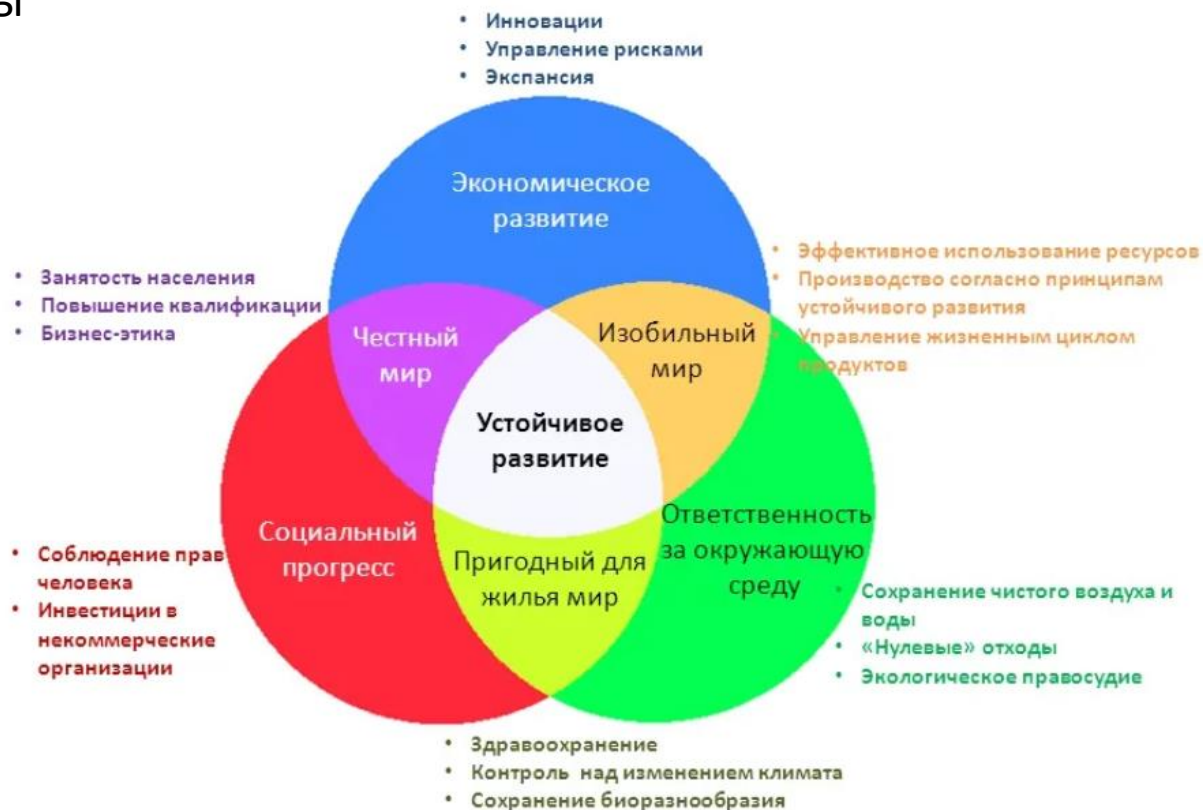 ы
• Инновации
• Управление рисками
• Экспансия
Экономическое
развитие
• Занятость населения
• Повышение квалификации
• Бизнес-этика
• Эффективное использование ресурсов
• Производство согласно принципам
устойчивого развития
• Управление жизненным циклом
продуктов
Честный
мир
Изобильный
мир
Устойчивое
развитие
Социальный
прогресс
Пригодный для
жилья мир
Ответственность
за окружающую
среду
• Соблюдение прав
человека
• Инвестиции в
некоммерческие
организации
• Сохранение чистого воздуха и
воды
• «Нулевые» отходы
• Экологическое правосудие
• Здравоохранение
• Контроль над изменением климата
• Сохранение биоразнообразия